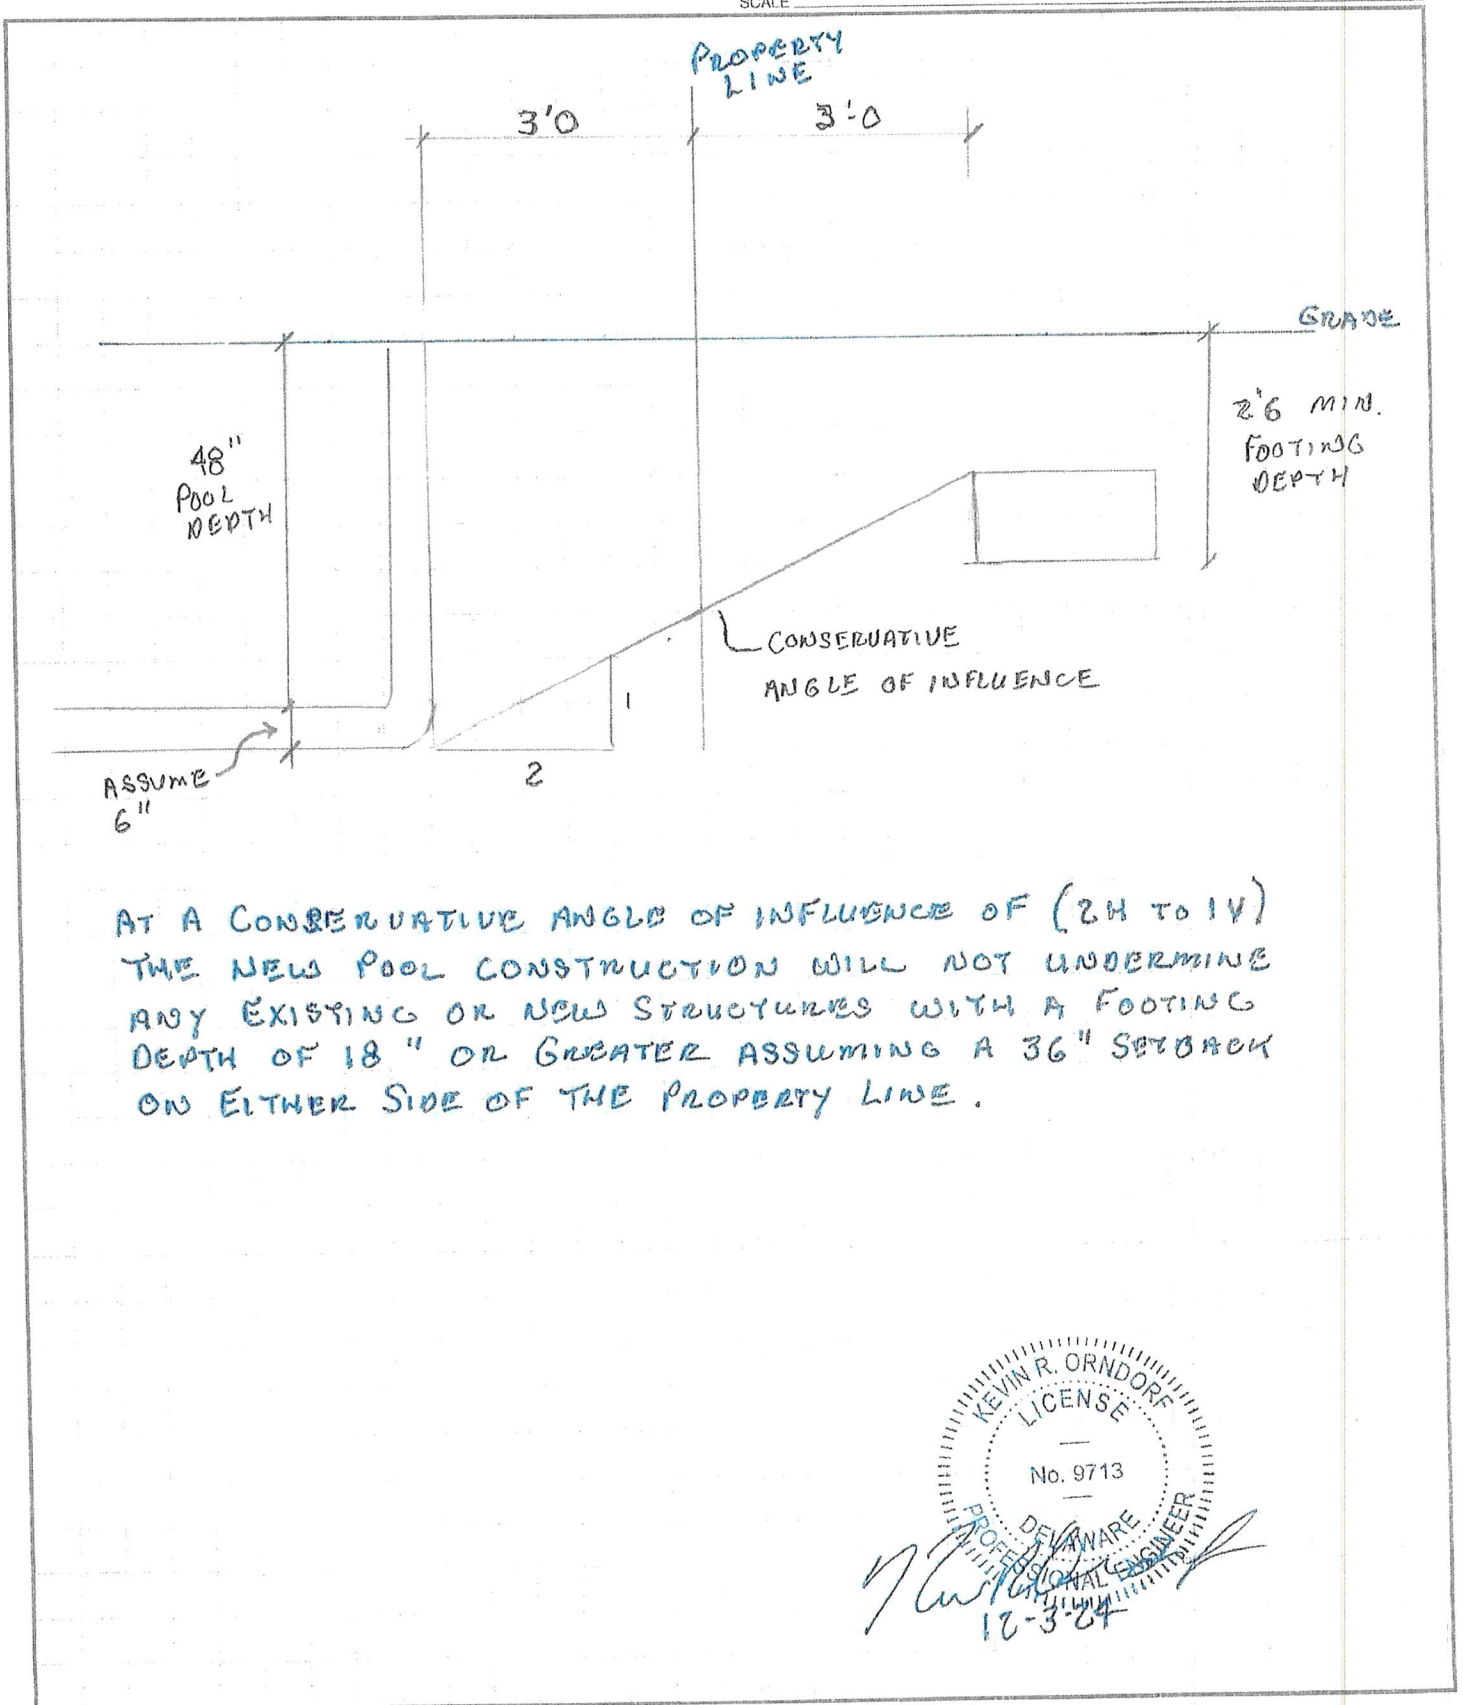 SCALE
PROPERTY
LINE
3'0
3'-0
GRADE
48"
POOL
DEPTH
2'6 MIN.
FOOTING
DEPTH
CONSERVATIVE
ANGLE OF INFLUENCE
1
2
ASSUME
6"
AT A CONSERVATIVE ANGLE OF INFLUENCE OF (2H TO 1V)
THE NEW POOL CONSTRUCTION WILL NOT UNDERMINE
ANY EXISTING OR NEW STRUCTURES WITH A FOOTING
DEPTH OF 18" OR GREATER ASSUMING A 36" SETBACK
ON EITHER SIDE OF THE PROPERTY LINE.
KEVIN R. ORNDORF
LICENSE
No. 9713
DELAWARE
PROFESSIONAL ENGINEER
12-3-24